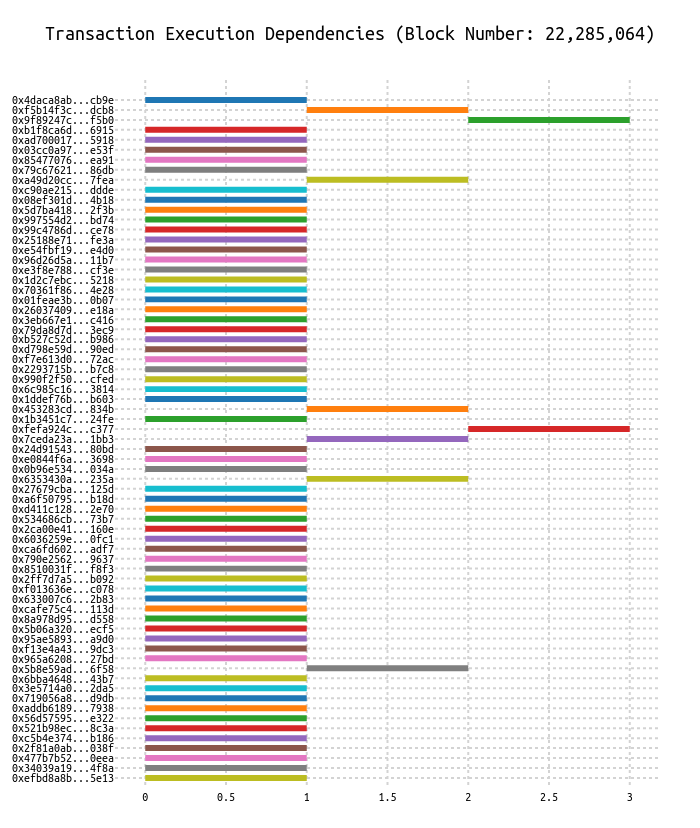 Transaction Execution Dependencies (Block Number: 22,285,064)
0x4daca8ab...cb9e
0xf5b14f3c...dcb8
0x9f89247c...f5b0
0xb1f8ca6d...6915
0xad700017...5918
0x03cc0a97...e53f
0x85477076...ea91
0x79c67621...86db
0xa49d20cc...7fea
0xc90ae215...ddde
0x08ef301d...4b18
0x5d7ba418...2f3b
0x997554d2...bd74
0x99c4786d...ce78
0x25188e71...fe3a
0xe54fbf19...e4d0
0x96d26d5a...11b7
0xe3f8e788...cf3e
0x1d2c7ebc...5218
0x70361f86...4e28
0x01feae3b...0b07
0x26037409...e18a
0x3eb667e1...c416
0x79da8d7d...3ec9
0xb527c52d...b986
0xd798e59d...90ed
0xf7e613d0...72ac
0x2293715b...b7c8
0x990f2f50...cfed
0x6c985c16...3814
0x1ddef76b...b603
0x453283cd...834b
0x1b3451c7...24fe
0xfefa924c...c377
0x7ceda23a...1bb3
0x24d91543...80bd
0xe0844f6a...3698
0x0b96e534...034a
0x6353430a...235a
0x27679cba...125d
0xa6f50795...b18d
0xd411c128...2e70
0x534686cb...73b7
0x2ca00e41...160e
0x6036259e...0fc1
0xca6fd602...adf7
0x790e2562...9637
0x8510031f...f8f3
0x2ff7d7a5...b092
0xf013636e...c078
0x633007c6...2b83
0xcafe75c4...113d
0x8a978d95...d558
0x5b06a320...ecf5
0x95ae5893...a9d0
0xf13e4a43...9dc3
0x965a6208...27bd
0x5b8e59ad...6f58
0x6bba4648...43b7
0x3e5714a0...2da5
0x719056a8...d9db
0xaddb6189...7938
0x56d57595...e322
0x521b98ec...8c3a
0xc5b4e374...b186
0x2f81a0ab...038f
0x477b7b52...0eea
0x34039a19...4f8a
0xefbd8a8b...5e13
0 0.5 1 1.5 2 2.5 3